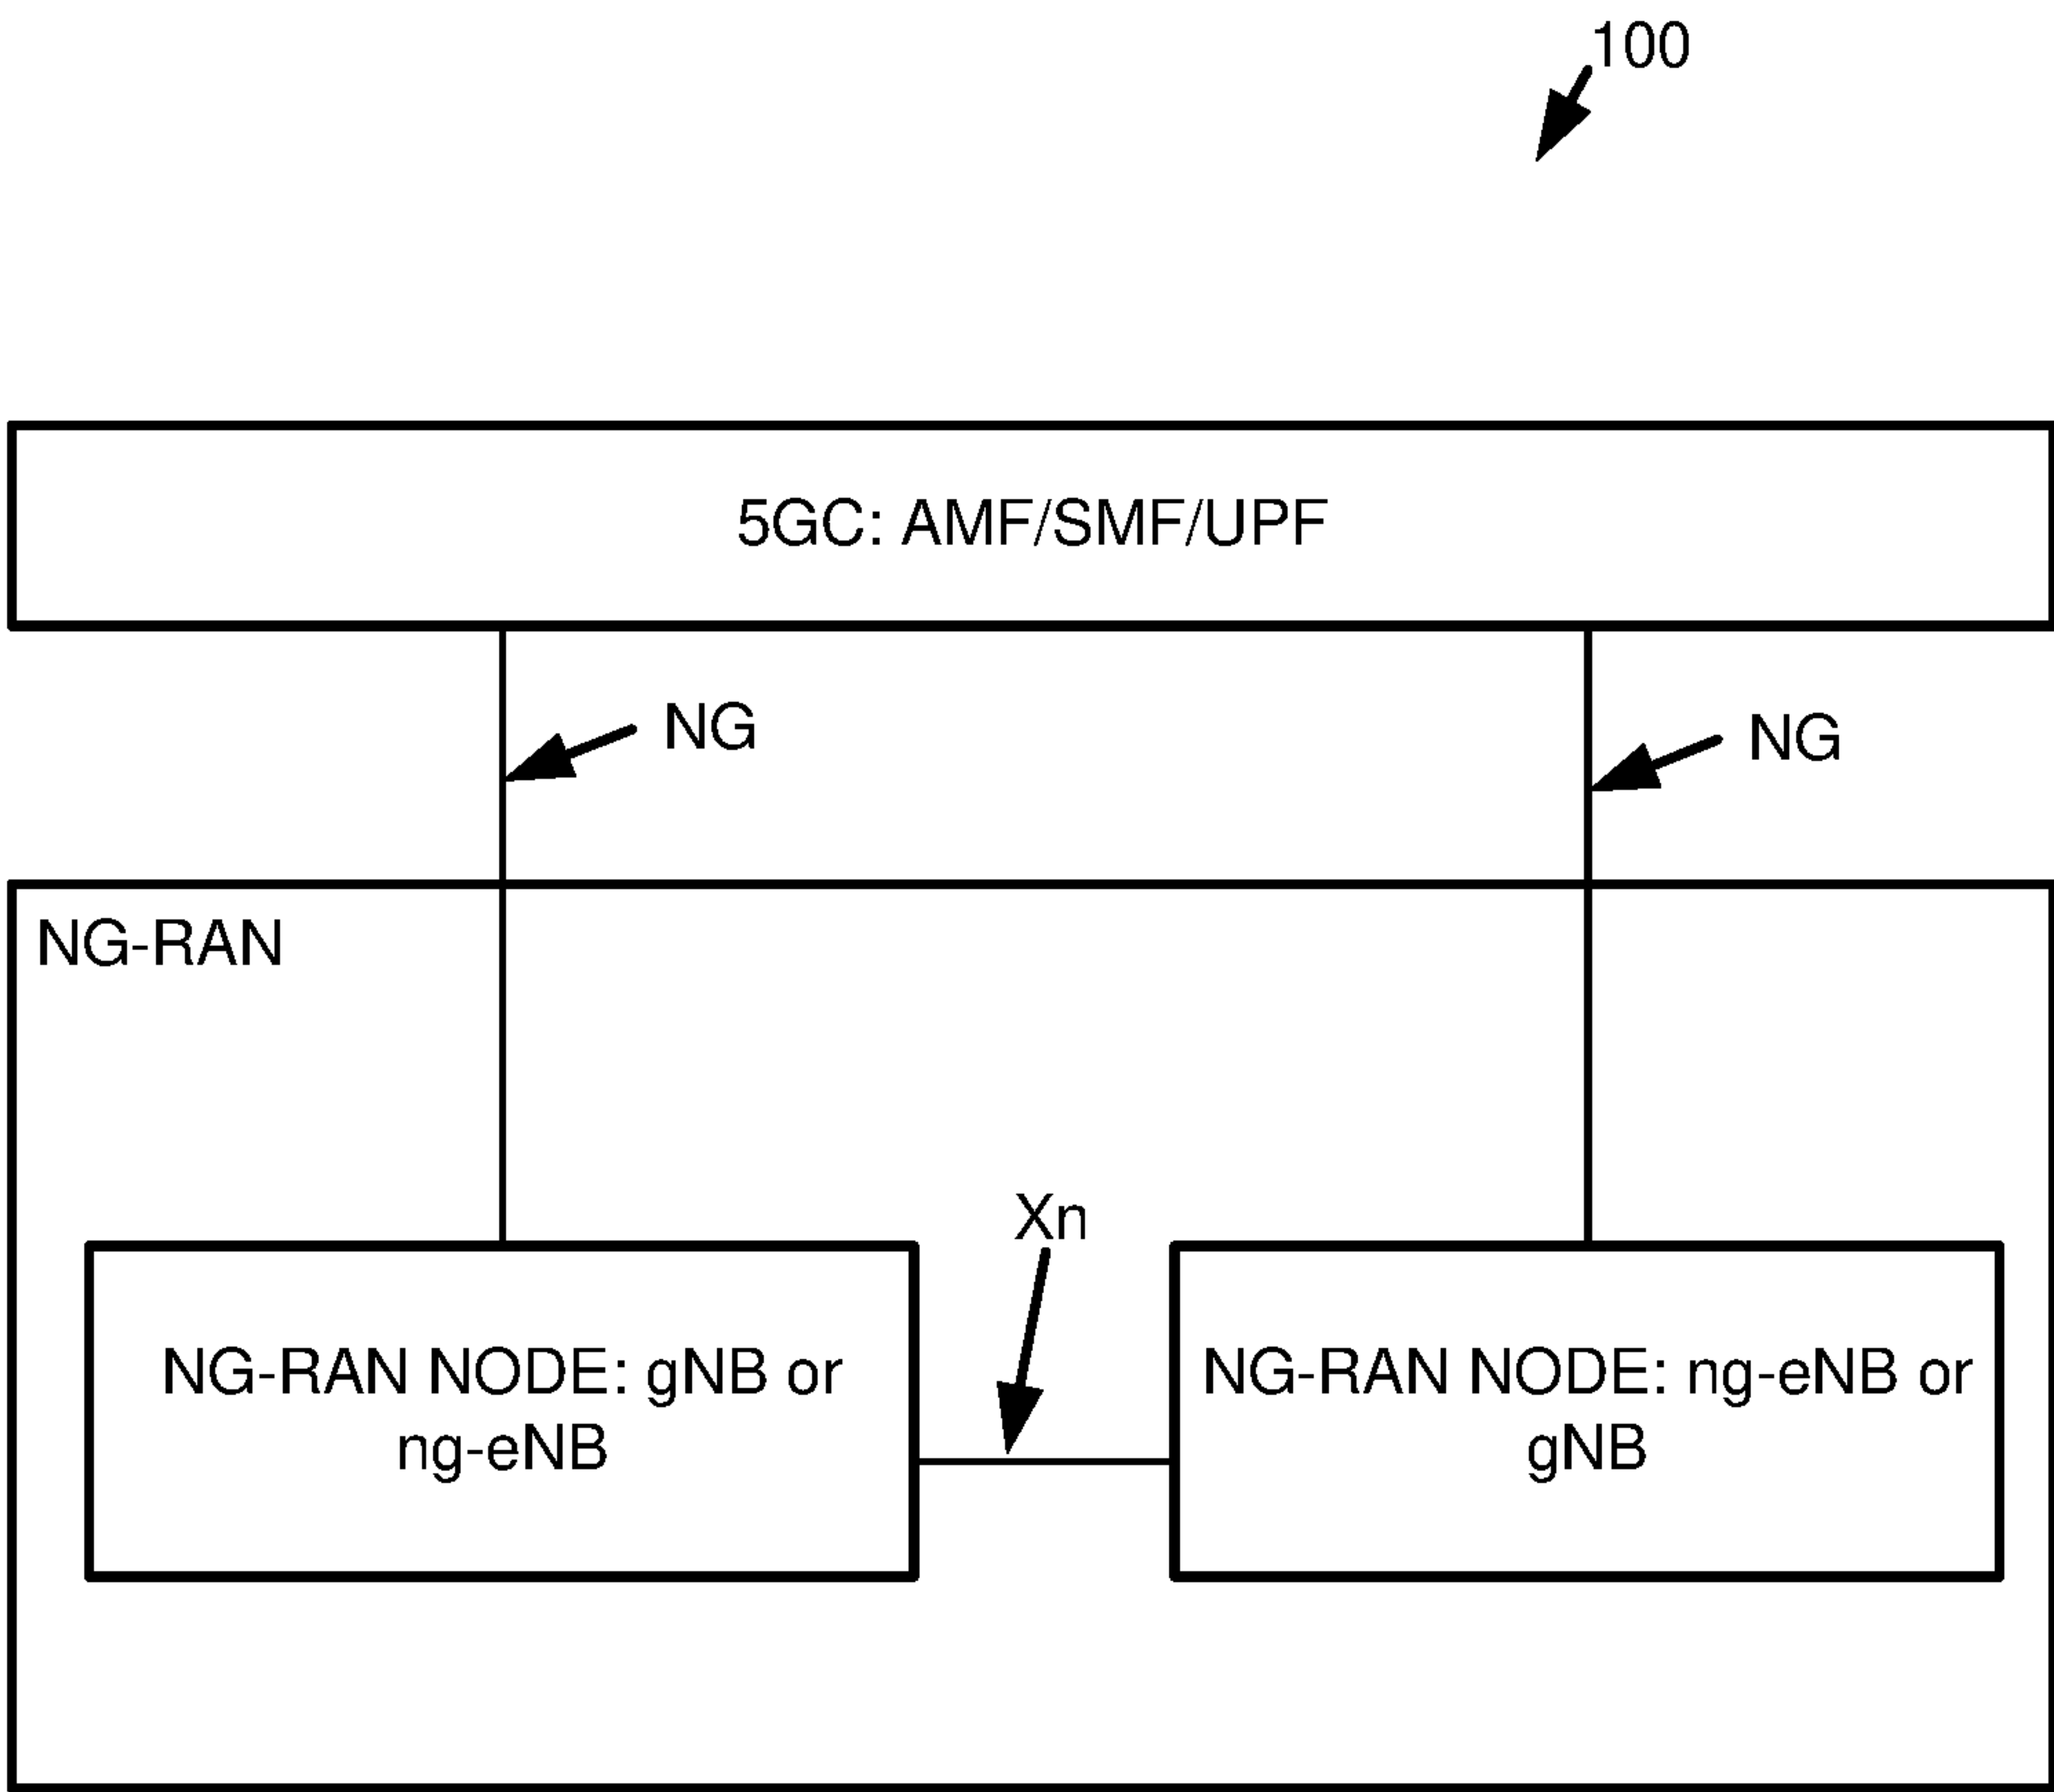 100
5GC: AMF/SMF/UPF
NG
NG
NG-RAN
Xn
NG-RAN NODE: gNB or
ng-eNB
NG-RAN NODE: ng-eNB or
gNB